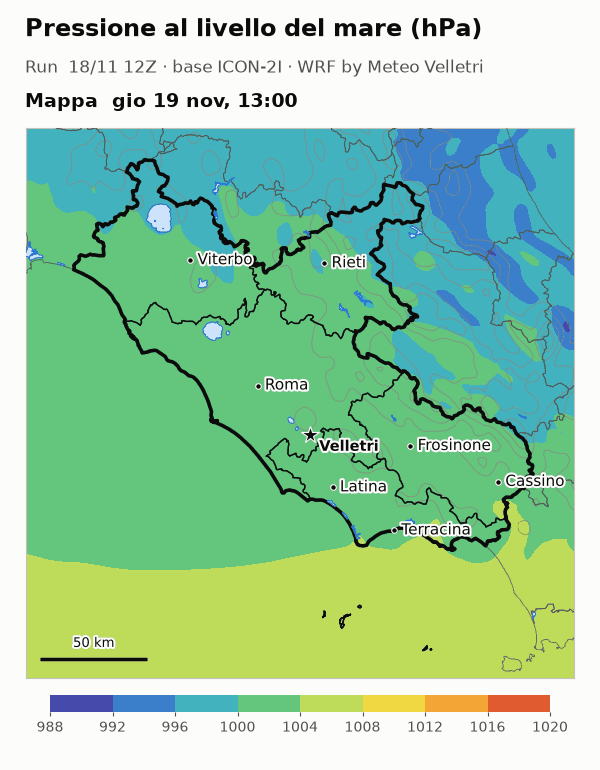 Pressione al livello del mare (hPa)
Run  18/11 12Z · base ICON-2I · WRF by Meteo Velletri
Mappa  gio 19 nov, 13:00
Viterbo
Rieti
Roma
Velletri
Frosinone
Latina
Cassino
Terracina
50 km
988 992 996 1000 1004 1008 1012 1016 1020